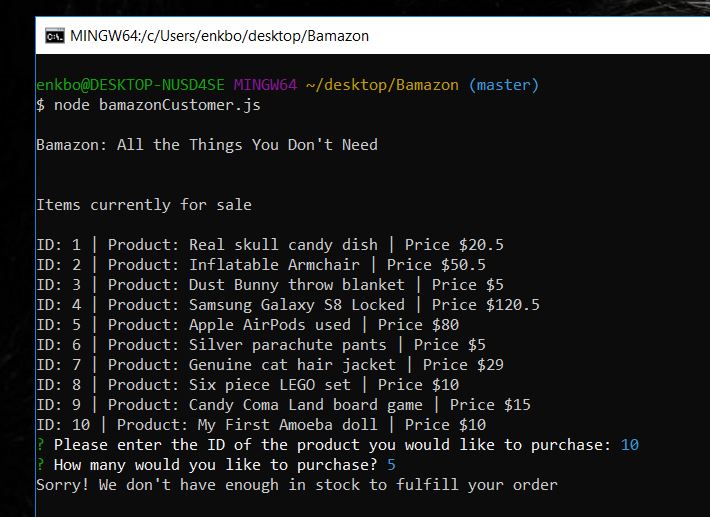 MINGW64:/c/Users/enkbo/desktop/Bamazon
enkbo@DESKTOP-NUSD4SE MINGW64 ~/desktop/Bamazon (master)
$ node bamazonCustomer.js
Bamazon: All the Things You Don't Need
Items currently for sale
ID: 1 | Product: Real skull candy dish | Price $20.5
ID: 2 | Product: Inflatable Armchair | Price $50.5
ID: 3 | Product: Dust Bunny throw blanket | Price $5
ID: 4 | Product: Samsung Galaxy S8 Locked | Price $120.5
ID: 5 | Product: Apple AirPods used | Price $80
ID: 6 | Product: Silver parachute pants | Price $5
ID: 7 | Product: Genuine cat hair jacket | Price $29
ID: 8 | Product: Six piece LEGO set | Price $10
ID: 9 | Product: Candy Coma Land board game | Price $15
ID: 10 | Product: My First Amoeba doll | Price $10
? Please enter the ID of the product you would like to purchase: 10
? How many would you like to purchase? 5
Sorry! We don't have enough in stock to fulfill your order